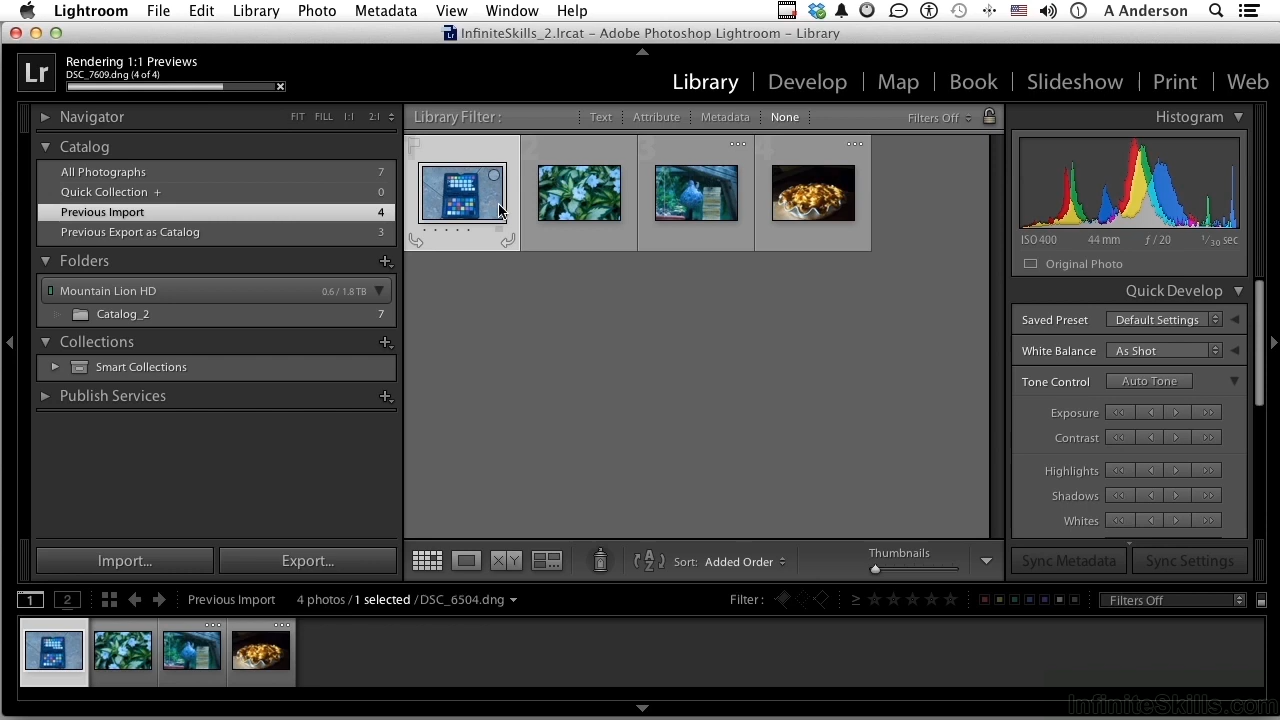 Lightroom File Edit Library Photo Metadata View Window Help A Anderson
InfiniteSkills_2.lrcat – Adobe Photoshop Lightroom – Library
Lr
Rendering 1:1 Previews
DSC_7609.dng (4 of 4)
Library Develop Map Book Slideshow Print Web
Navigator FIT FILL 1:1 2:1
Catalog
All Photographs 7
Quick Collection + 0
Previous Import 4
Previous Export as Catalog 3
Folders
Mountain Lion HD 0.6 / 1.8 TB
Catalog_2 7
Collections
Smart Collections
Publish Services
Import... Export...
Library Filter : Text Attribute Metadata None Filters Off
2 3 4
Sort: Added Order Thumbnails
Histogram
ISO 400 44 mm ƒ / 20 1/30 sec
Original Photo
Quick Develop
Saved Preset Default Settings
White Balance As Shot
Tone Control Auto Tone
Exposure
Contrast
Highlights
Shadows
Whites
Sync Metadata Sync Settings
1 2 Previous Import 4 photos / 1 selected / DSC_6504.dng Filter : ≥ Filters Off
InfiniteSkills.com